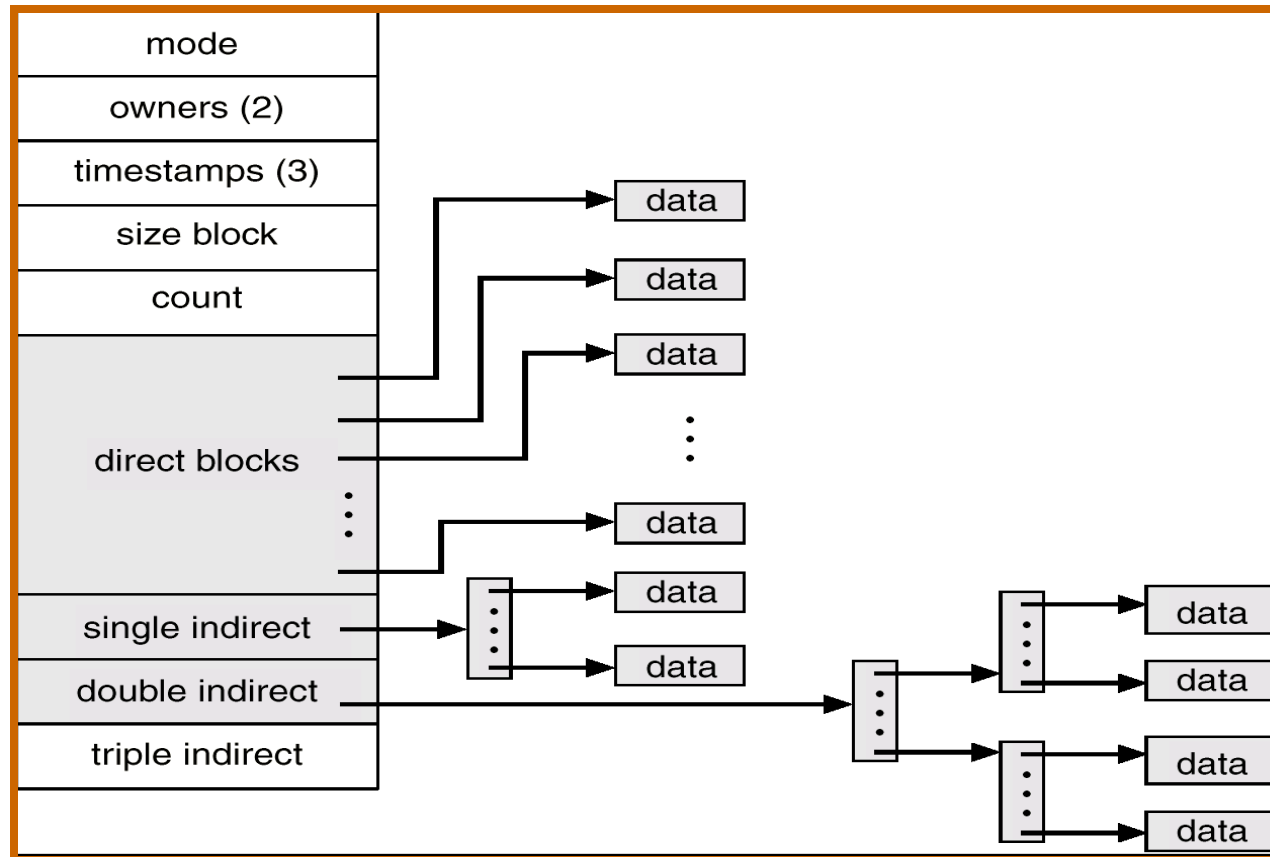 mode
owners (2)
timestamps (3)
size block
count
direct blocks
single indirect
double indirect
triple indirect
data
data
data
data
data
data
data
data
data
data